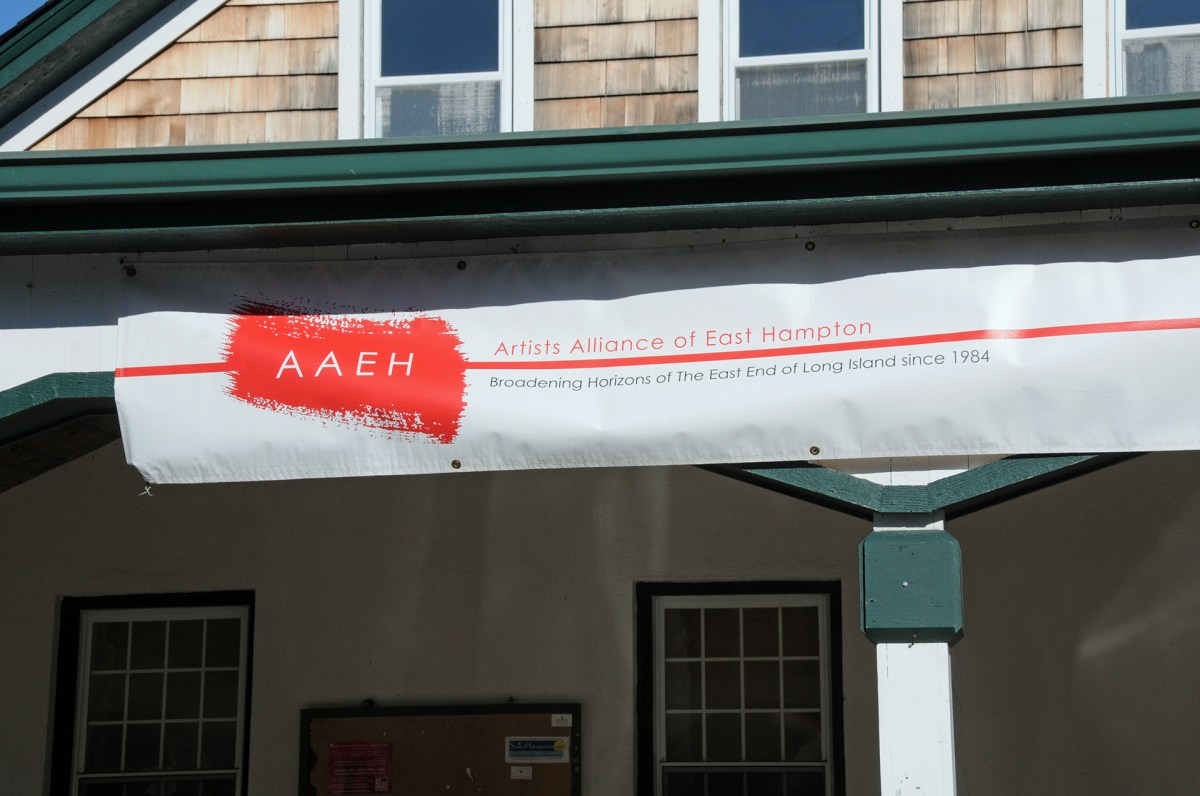 AAEH
Artists Alliance of East Hampton
Broadening Horizons of The East End of Long Island since 1984